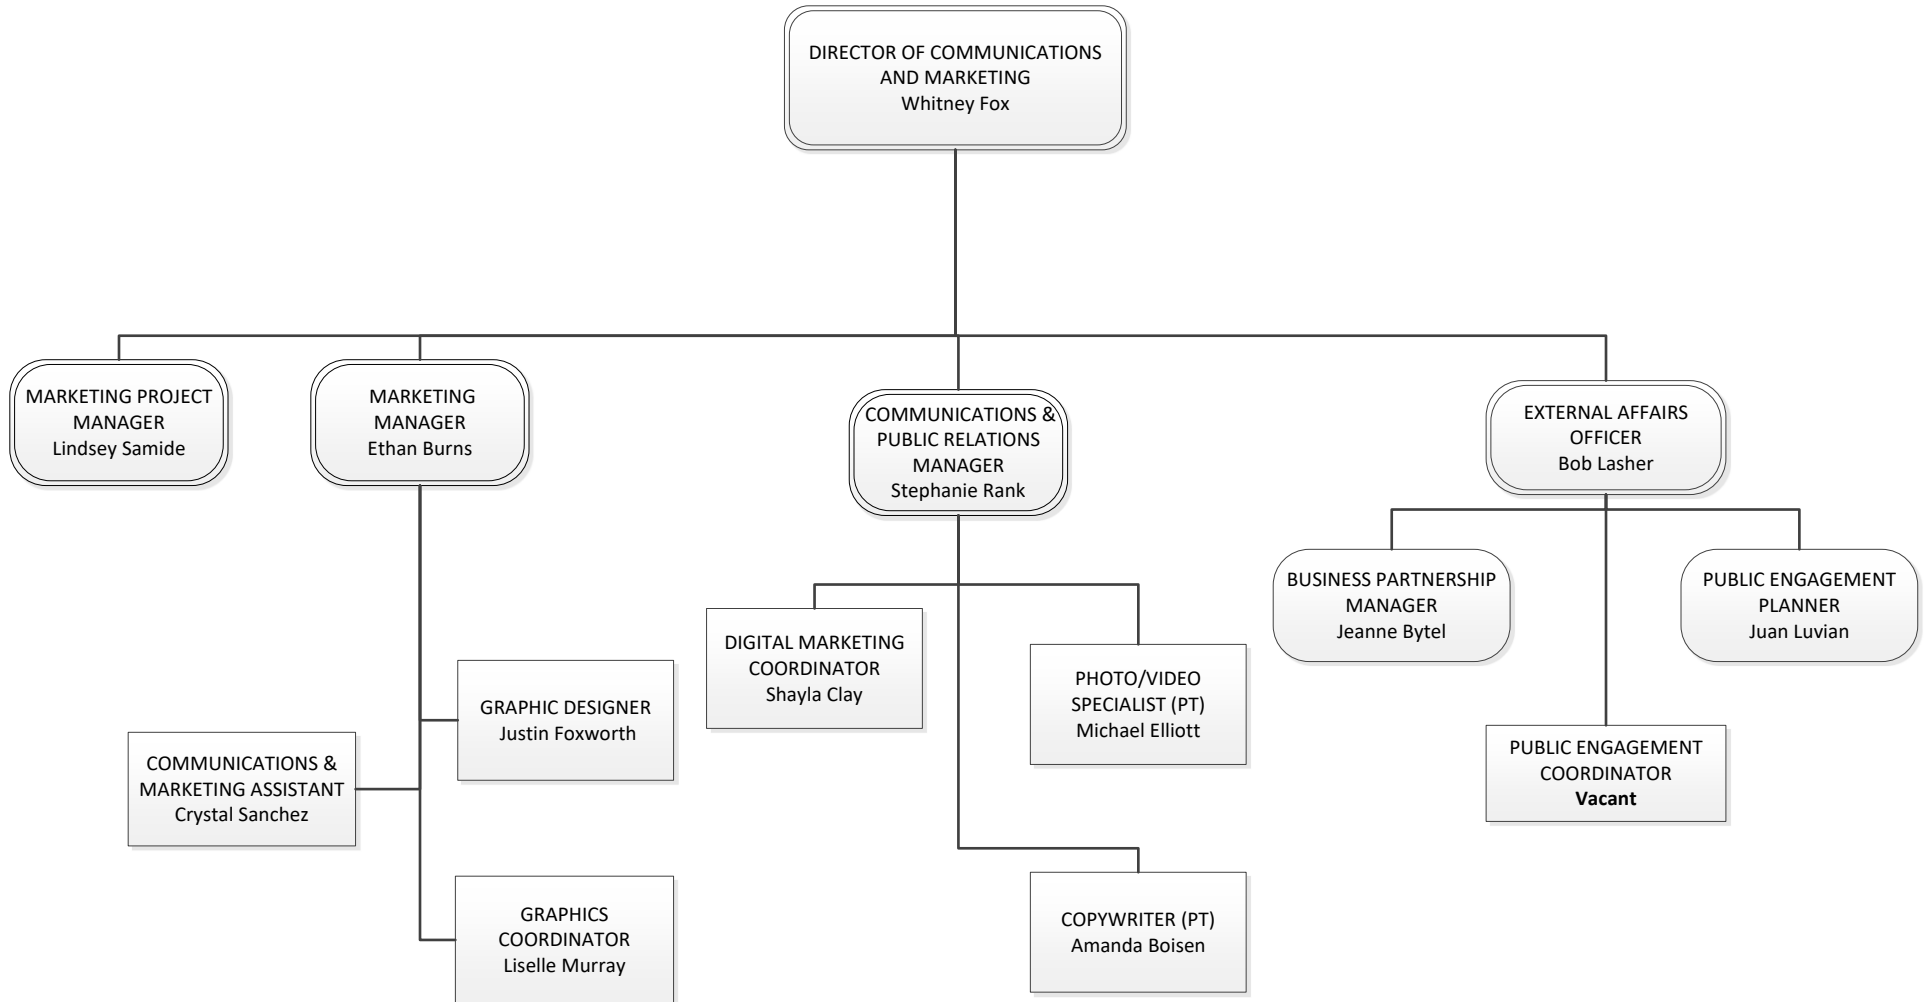 DIRECTOR OF COMMUNICATIONS
AND MARKETING
Whitney Fox
MARKETING PROJECT
MANAGER
Lindsey Samide
MARKETING
MANAGER
Ethan Burns
COMMUNICATIONS &
PUBLIC RELATIONS
MANAGER
Stephanie Rank
EXTERNAL AFFAIRS
OFFICER
Bob Lasher
BUSINESS PARTNERSHIP
MANAGER
Jeanne Bytel
PUBLIC ENGAGEMENT
PLANNER
Juan Luvian
DIGITAL MARKETING
COORDINATOR
Shayla Clay
PHOTO/VIDEO
SPECIALIST (PT)
Michael Elliott
GRAPHIC DESIGNER
Justin Foxworth
COMMUNICATIONS &
MARKETING ASSISTANT
Crystal Sanchez
PUBLIC ENGAGEMENT
COORDINATOR
Vacant
GRAPHICS
COORDINATOR
Liselle Murray
COPYWRITER (PT)
Amanda Boisen